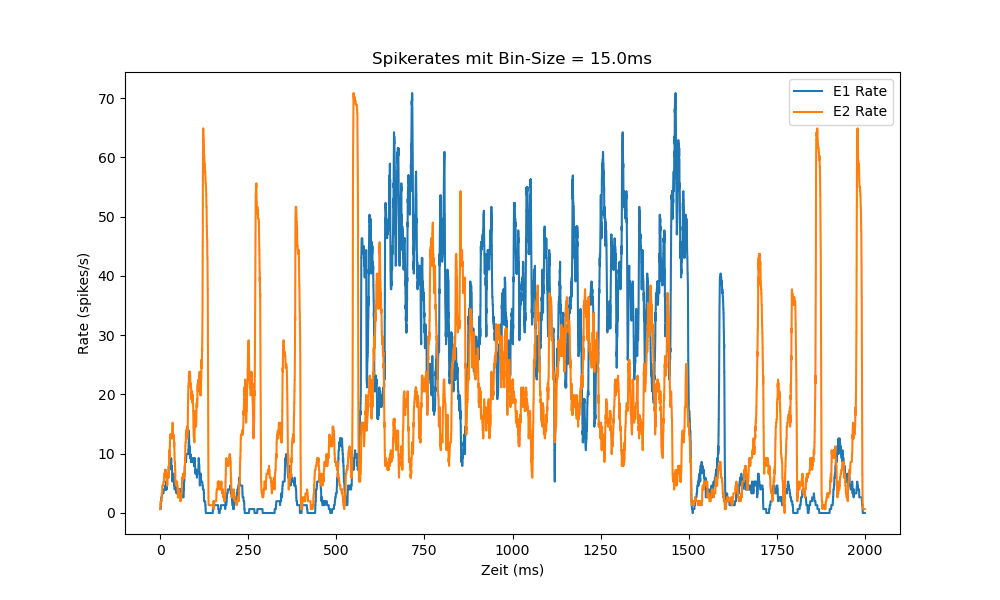 Spikerates mit Bin-Size = 15.0ms
E1 Rate
E2 Rate
70
60
50
40
30
20
10
0
Rate (spikes/s)
0 250 500 750 1000 1250 1500 1750 2000
Zeit (ms)